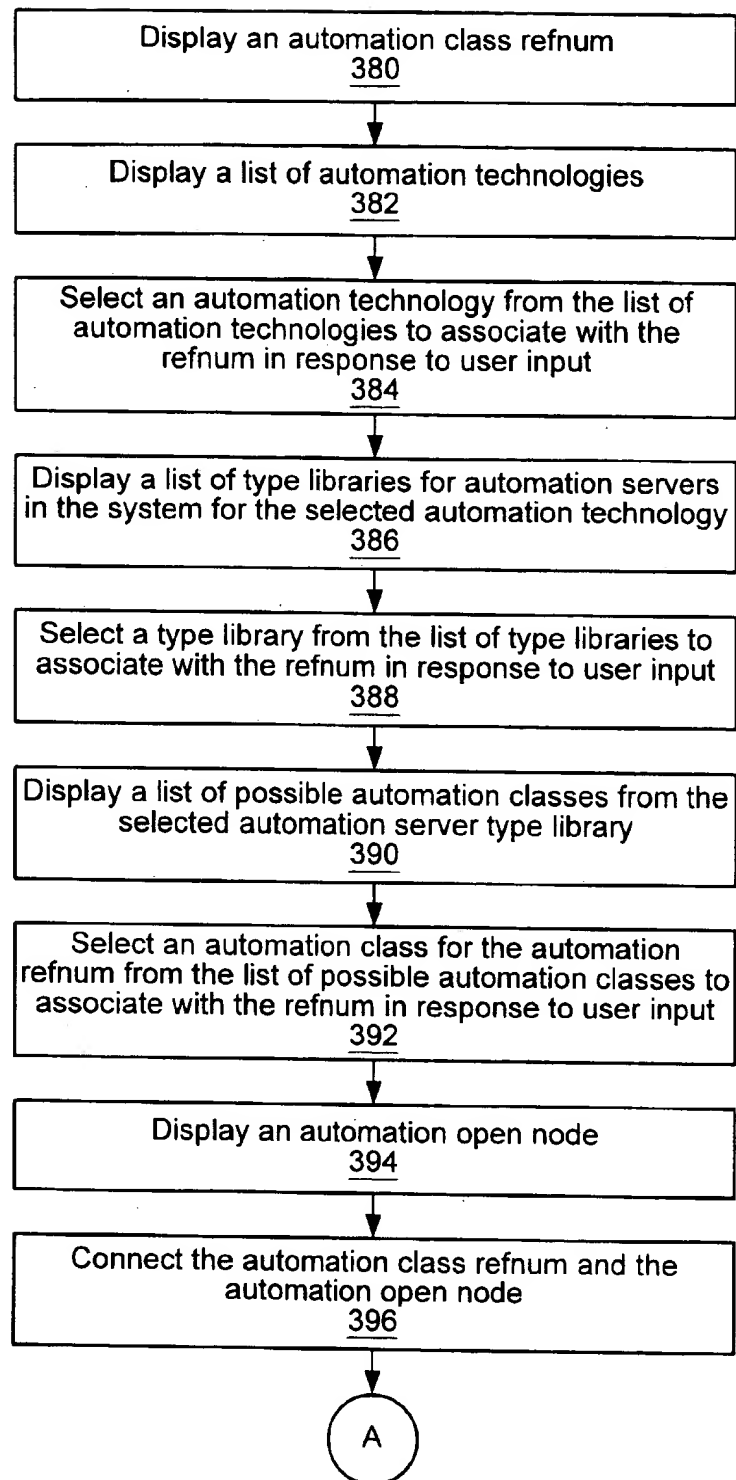 Display an automation class refnum
380
Display a list of automation technologies
382
Select an automation technology from the list of
automation technologies to associate with the
refnum in response to user input
384
Display a list of type libraries for automation servers
in the system for the selected automation technology
386
Select a type library from the list of type libraries to
associate with the refnum in response to user input
388
Display a list of possible automation classes from the
selected automation server type library
390
Select an automation class for the automation
refnum from the list of possible automation classes to
associate with the refnum in response to user input
392
Display an automation open node
394
Connect the automation class refnum and the
automation open node
396
A